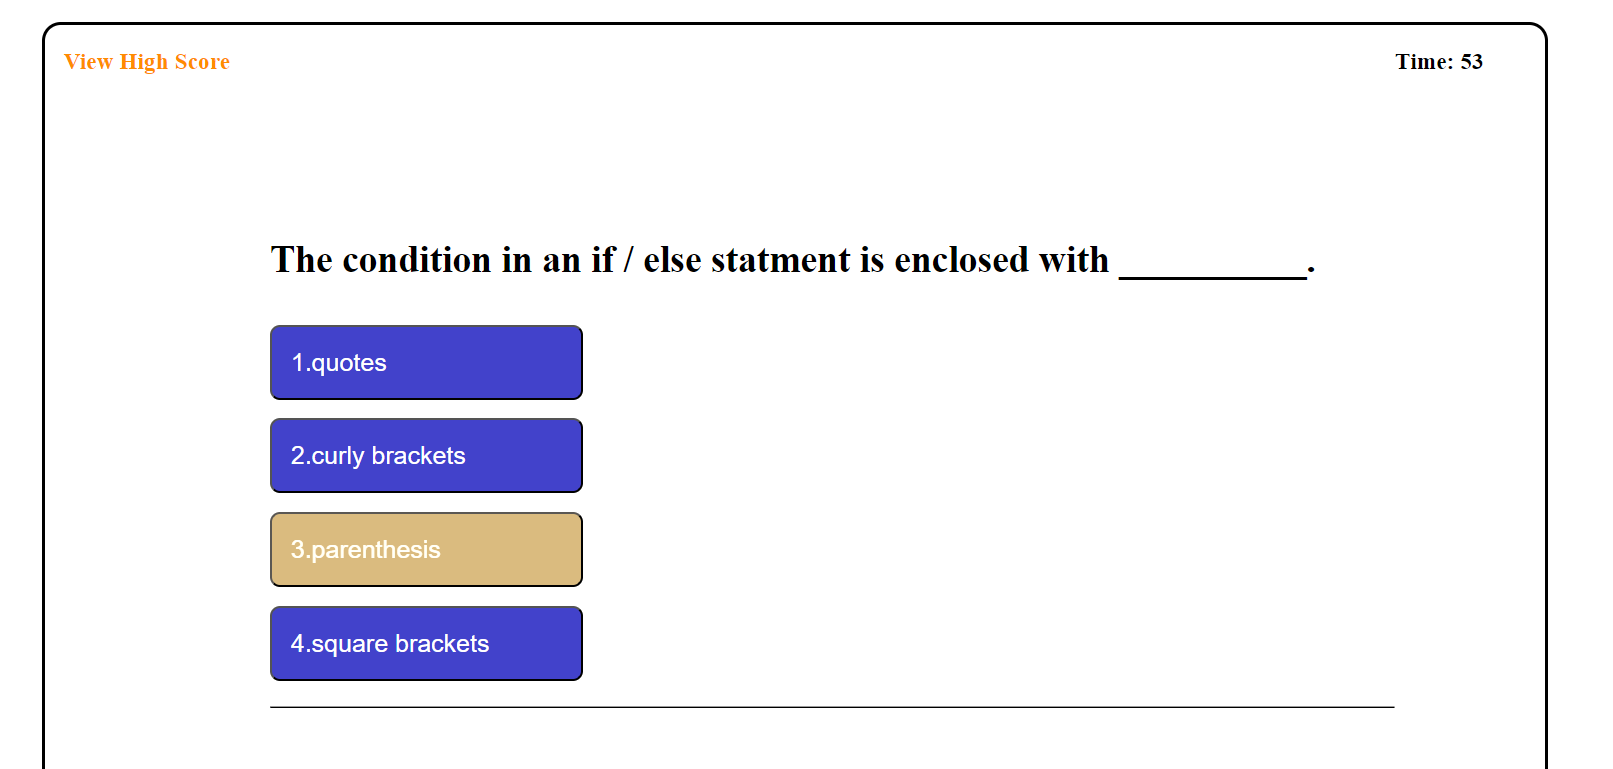 View High Score
Time: 53
The condition in an if / else statment is enclosed with __________.
1.quotes
2.curly brackets
3.parenthesis
4.square brackets